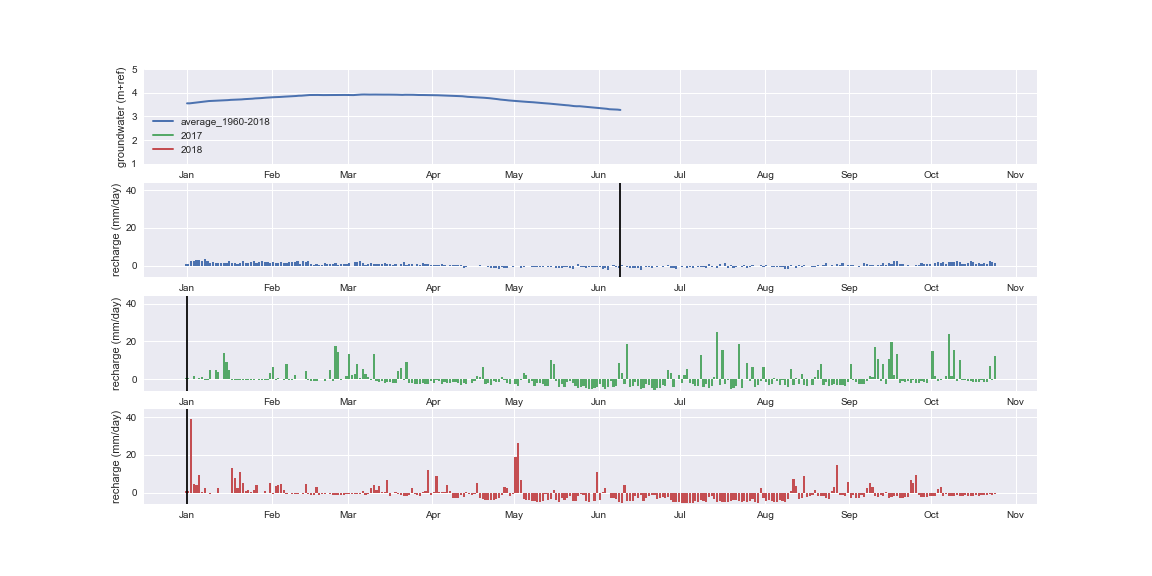 groundwater (m+ref)
5
4
3
2
1
average_1960-2018
2017
2018
Jan Feb Mar Apr May Jun Jul Aug Sep Oct Nov
recharge (mm/day)
40
20
0
Jan Feb Mar Apr May Jun Jul Aug Sep Oct Nov
recharge (mm/day)
40
20
0
Jan Feb Mar Apr May Jun Jul Aug Sep Oct Nov
recharge (mm/day)
40
20
0
Jan Feb Mar Apr May Jun Jul Aug Sep Oct Nov